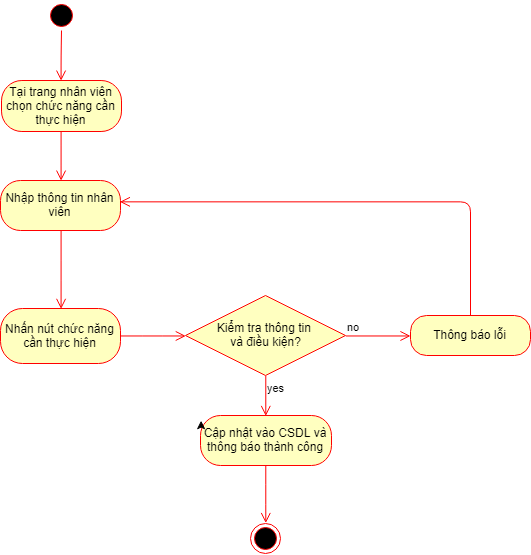 Tại trang nhân viên
chọn chức năng cần
thực hiện
Nhập thông tin nhân
viên
Nhấn nút chức năng
cần thực hiện
Kiểm tra thông tin
và điều kiện?
no
Thông báo lỗi
yes
Cập nhật vào CSDL và
thông báo thành công